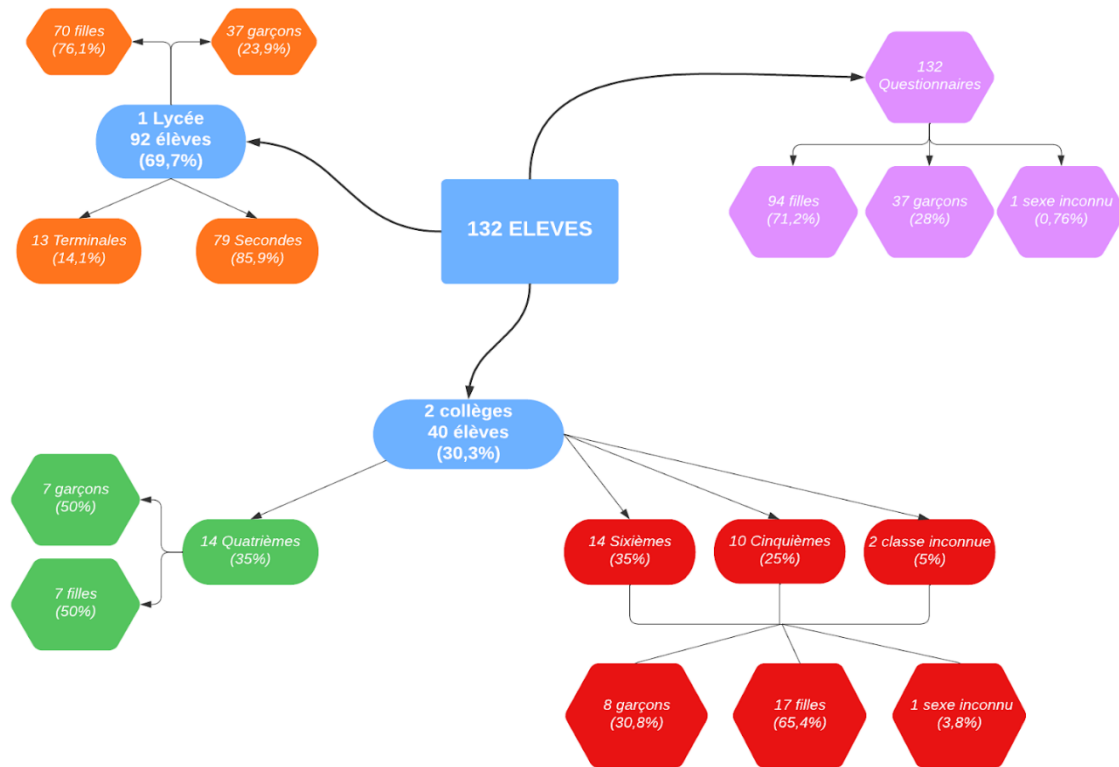 70 filles
(76,1%)
37 garçons
(23,9%)
1 Lycée
92 élèves
(69,7%)
13 Terminales
(14,1%)
79 Secondes
(85,9%)
132 ELEVES
132
Questionnaires
94 filles
(71,2%)
37 garçons
(28%)
1 sexe inconnu
(0,76%)
2 collèges
40 élèves
(30,3%)
7 garçons
(50%)
7 filles
(50%)
14 Quatrièmes
(35%)
14 Sixièmes
(35%)
10 Cinquièmes
(25%)
2 classe inconnue
(5%)
8 garçons
(30,8%)
17 filles
(65,4%)
1 sexe inconnu
(3,8%)